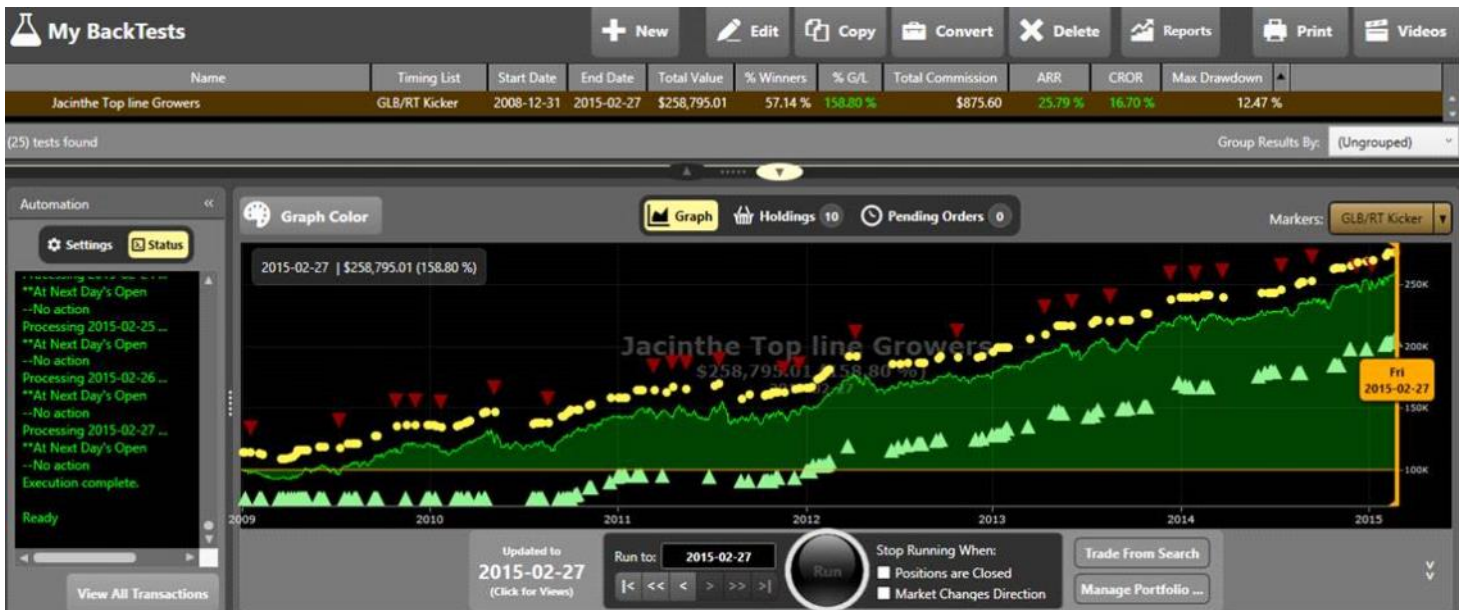 My BackTests
New Edit Copy Convert Delete Reports Print Videos
Name Timing List Start Date End Date Total Value % Winners % G/L Total Commission ARR CROR Max Drawdown
Jacinthe Top line Growers GLB/RT Kicker 2008-12-31 2015-02-27 $258,795.01 57.14 % 158.80 % $875.60 25.79 % 16.70 % 12.47 %
(25) tests found Group Results By: (Ungrouped)
Automation «
Graph Color
Graph Holdings 10 Pending Orders 0
Markers: GLB/RT Kicker
Settings Status
2015-02-27 | $258,795.01 (158.80 %)
**At Next Day's Open
--No action
Processing 2015-02-25 ...
**At Next Day's Open
--No action
Processing 2015-02-26 ...
**At Next Day's Open
--No action
Processing 2015-02-27 ...
**At Next Day's Open
--No action
Execution complete.
Ready
Jacinthe Top line Growers
$258,795.01 (158.80 %)
250K
200K
150K
100K
Fri
2015-02-27
2009 2010 2011 2012 2013 2014 2015
View All Transactions
Updated to
2015-02-27
(Click for Views)
Run to: 2015-02-27
|< << < > >> >|
Run
Stop Running When:
Positions are Closed
Market Changes Direction
Trade From Search
Manage Portfolio ...